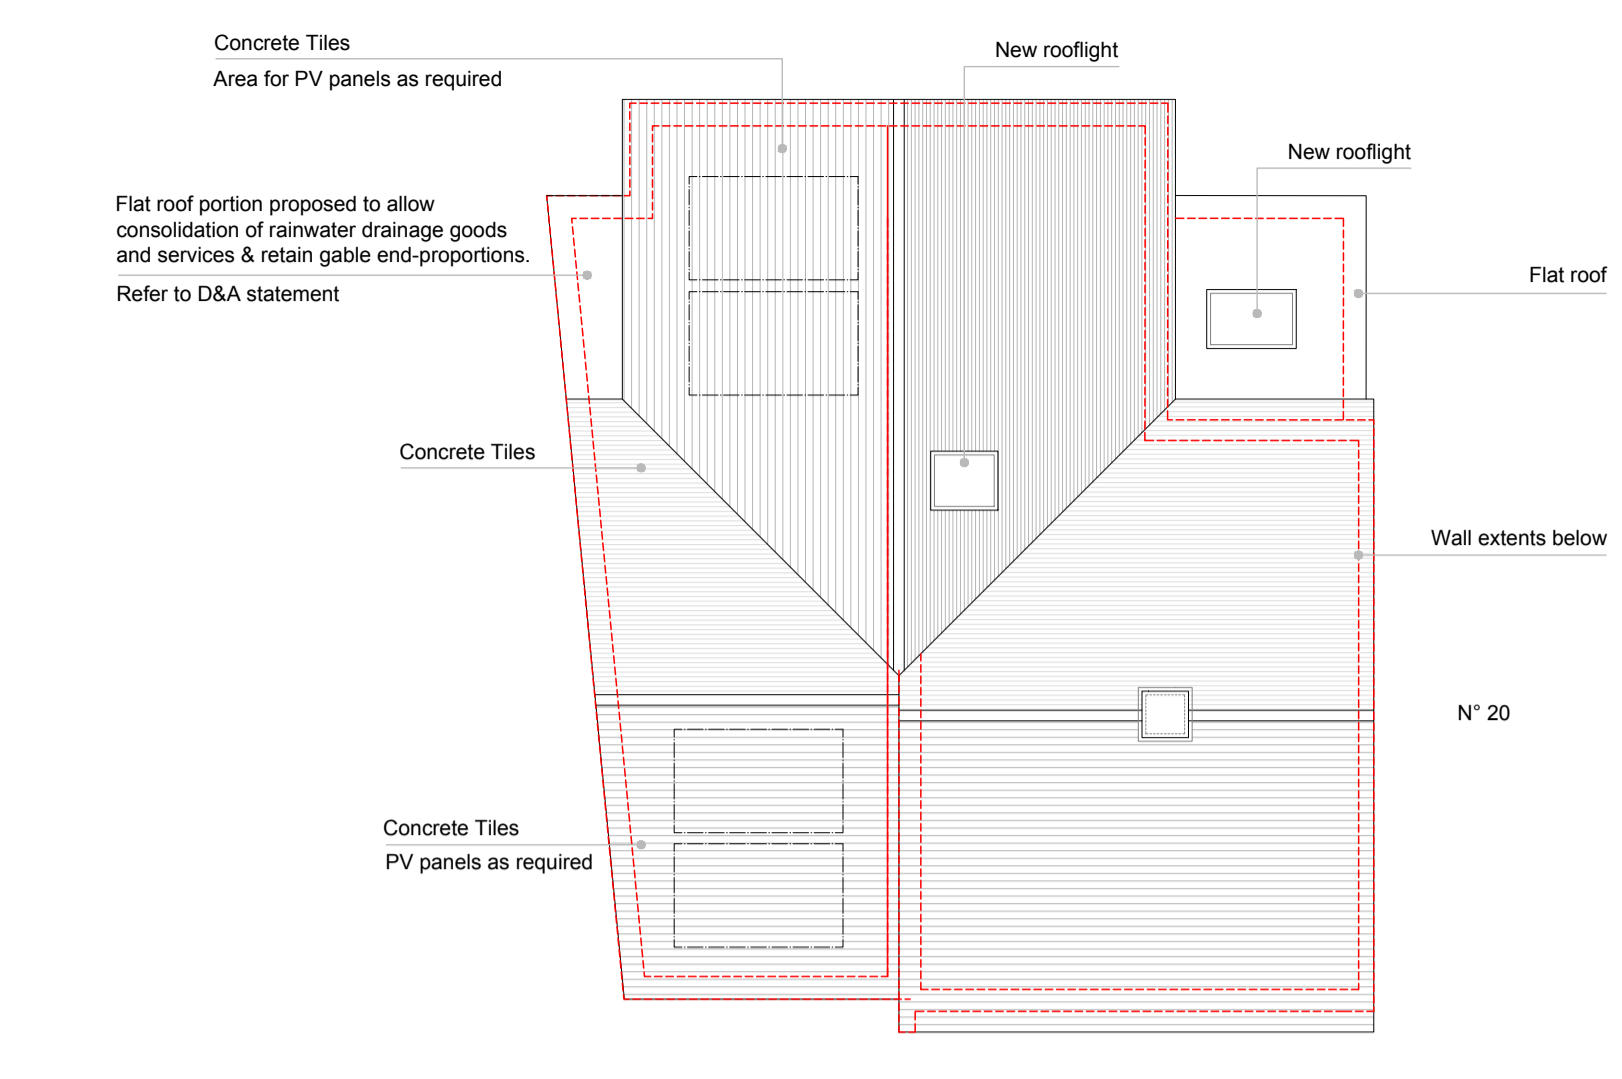 Concrete Tiles
Area for PV panels as required
New rooflight
New rooflight
Flat roof portion proposed to allow
consolidation of rainwater drainage goods
and services & retain gable end-proportions.
Refer to D&A statement
Flat roof
Concrete Tiles
Wall extents below
N° 20
Concrete Tiles
PV panels as required